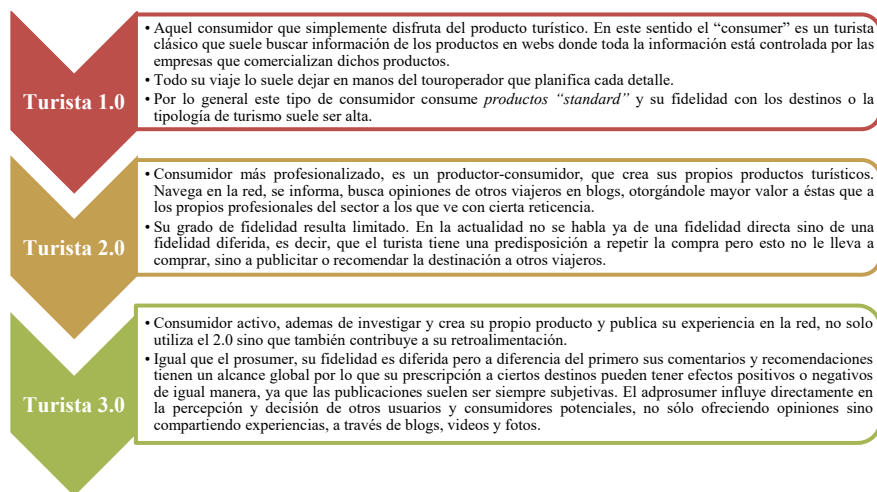 Turista 1.0
• Aquel consumidor que simplemente disfruta del producto turístico. En este sentido el “consumer” es un turista
clásico que suele buscar información de los productos en webs donde toda la información está controlada por las
empresas que comercializan dichos productos.
• Todo su viaje lo suele dejar en manos del touroperador que planifica cada detalle.
• Por lo general este tipo de consumidor consume productos “standard” y su fidelidad con los destinos o la
tipología de turismo suele ser alta.
Turista 2.0
• Consumidor más profesionalizado, es un productor-consumidor, que crea sus propios productos turísticos.
Navega en la red, se informa, busca opiniones de otros viajeros en blogs, otorgándole mayor valor a éstas que a
los propios profesionales del sector a los que ve con cierta reticencia.
• Su grado de fidelidad resulta limitado. En la actualidad no se habla ya de una fidelidad directa sino de una
fidelidad diferida, es decir, que el turista tiene una predisposición a repetir la compra pero esto no le lleva a
comprar, sino a publicitar o recomendar la destinación a otros viajeros.
Turista 3.0
• Consumidor activo, ademas de investigar y crea su propio producto y publica su experiencia en la red, no solo
utiliza el 2.0 sino que también contribuye a su retroalimentación.
• Igual que el prosumer, su fidelidad es diferida pero a diferencia del primero sus comentarios y recomendaciones
tienen un alcance global por lo que su prescripción a ciertos destinos pueden tener efectos positivos o negativos
de igual manera, ya que las publicaciones suelen ser siempre subjetivas. El adprosumer influye directamente en
la percepción y decisión de otros usuarios y consumidores potenciales, no sólo ofreciendo opiniones sino
compartiendo experiencias, a través de blogs, videos y fotos.